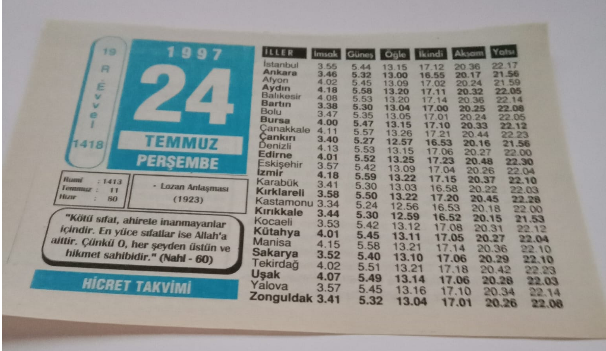 1997
19 R. Evvel 1418
24
TEMMUZ
PERŞEMBE
Rumi : 1413
Temmuz : 11
Hızır : 80
- Lozan Anlaşması
(1923)
"Kötü sıfat, ahirete inanmayanlar
içindir. En yüce sıfatlar ise Allah'a
aittir. Çünkü O, her şeyden üstün ve
hikmet sahibidir." (Nahl - 60)
HİCRET TAKVİMİ
İLLER İmsak Güneş Öğle İkindi Aksam Yatsı
İstanbul 3.55 5.44 13.15 17.12 20.36 22.17
Ankara 3.46 5.32 13.00 16.55 20.17 21.56
Afyon 4.02 5.45 13.09 17.02 20.24 21.59
Aydın 4.18 5.58 13.20 17.11 20.32 22.05
Balıkesir 4.08 5.53 13.20 17.14 20.36 22.14
Bartın 3.38 5.30 13.04 17.00 20.25 22.08
Bolu 3.47 5.35 13.05 17.01 20.24 22.05
Bursa 4.00 5.47 13.15 17.10 20.33 22.12
Çanakkale 4.11 5.57 13.26 17.21 20.44 22.23
Çankırı 3.40 5.27 12.57 16.53 20.16 21.56
Denizli 4.13 5.53 13.15 17.06 20.27 22.00
Edirne 4.01 5.52 13.25 17.23 20.48 22.30
Eskişehir 3.57 5.42 13.09 17.04 20.26 22.04
İzmir 4.18 5.59 13.22 17.15 20.37 22.10
Karabük 3.41 5.30 13.03 16.58 20.22 22.03
Kırklareli 3.58 5.50 13.22 17.20 20.45 22.28
Kastamonu 3.34 5.24 12.56 16.53 20.18 22.00
Kırıkkale 3.44 5.30 12.59 16.52 20.15 21.53
Kocaeli 3.53 5.42 13.12 17.08 20.31 22.12
Kütahya 4.01 5.45 13.11 17.05 20.27 22.04
Manisa 4.15 5.58 13.21 17.14 20.36 22.10
Sakarya 3.52 5.40 13.10 17.06 20.29 22.10
Tekirdağ 4.02 5.51 13.21 17.18 20.42 22.23
Uşak 4.07 5.49 13.14 17.06 20.28 22.03
Yalova 3.57 5.45 13.16 17.10 20.34 22.14
Zonguldak 3.41 5.32 13.04 17.01 20.26 22.08